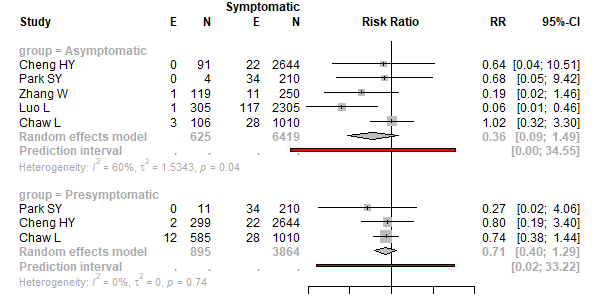 Symptomatic
Study E N E N Risk Ratio RR 95%-CI
group = Asymptomatic
Cheng HY 0 91 22 2644 0.64 [0.04; 10.51]
Park SY 0 4 34 210 0.68 [0.05; 9.42]
Zhang W 1 119 11 250 0.19 [0.02; 1.46]
Luo L 1 305 117 2305 0.06 [0.01; 0.46]
Chaw L 3 106 28 1010 1.02 [0.32; 3.30]
Random effects model . 625 . 6419 0.36 [0.09; 1.49]
Prediction interval . . . . [0.00; 34.55]
Heterogeneity: I² = 60%, τ² = 1.5343, p = 0.04
group = Presymptomatic
Park SY 0 11 34 210 0.27 [0.02; 4.06]
Cheng HY 2 299 22 2644 0.80 [0.19; 3.40]
Chaw L 12 585 28 1010 0.74 [0.38; 1.44]
Random effects model . 895 . 3864 0.71 [0.40; 1.29]
Prediction interval . . . . [0.02; 33.22]
Heterogeneity: I² = 0%, τ² = 0, p = 0.74